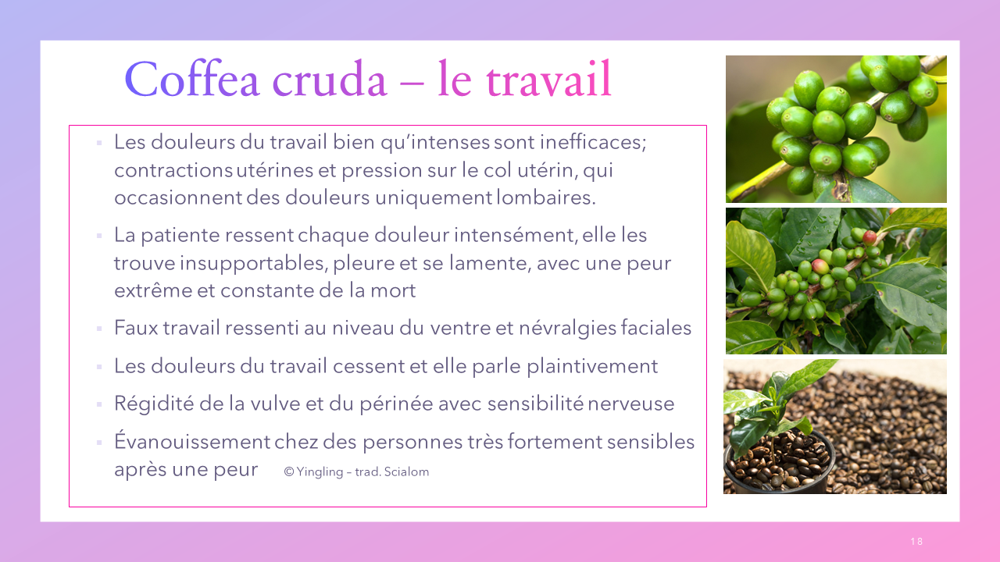 Coffea cruda – le travail
Les douleurs du travail bien qu’intenses sont inefficaces;
contractions utérines et pression sur le col utérin, qui
occasionnent des douleurs uniquement lombaires.
La patiente ressent chaque douleur intensément, elle les
trouve insupportables, pleure et se lamente, avec une peur
extrême et constante de la mort
Faux travail ressenti au niveau du ventre et névralgies faciales
Les douleurs du travail cessent et elle parle plaintivement
Régidité de la vulve et du périnée avec sensibilité nerveuse
Évanouissement chez des personnes très fortement sensibles
après une peur © Yingling – trad. Scialom
18